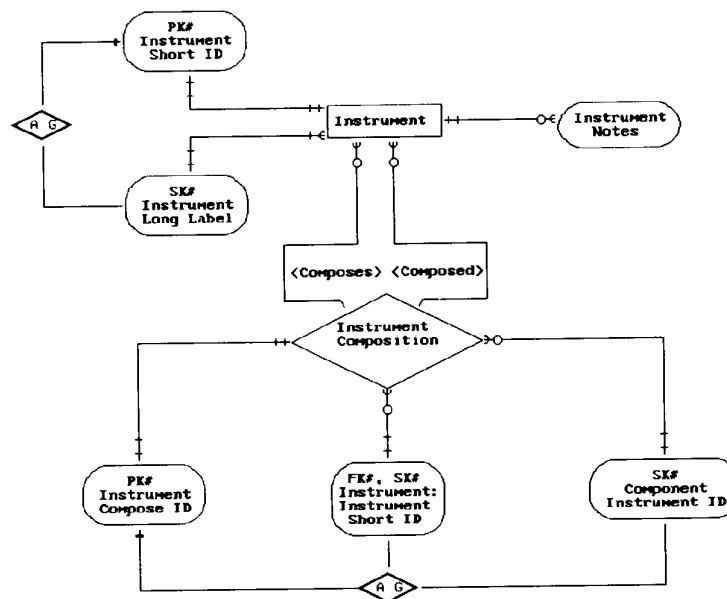 PK#
Instrument
Short ID
A G
Instrument
Instrument
Notes
SK#
Instrument
Long Label
<Composes> <Composed>
Instrument
Composition
PK#
Instrument
Compose ID
FK#, SK#
Instrument:
Instrument
Short ID
SK#
Component
Instrument ID
A G